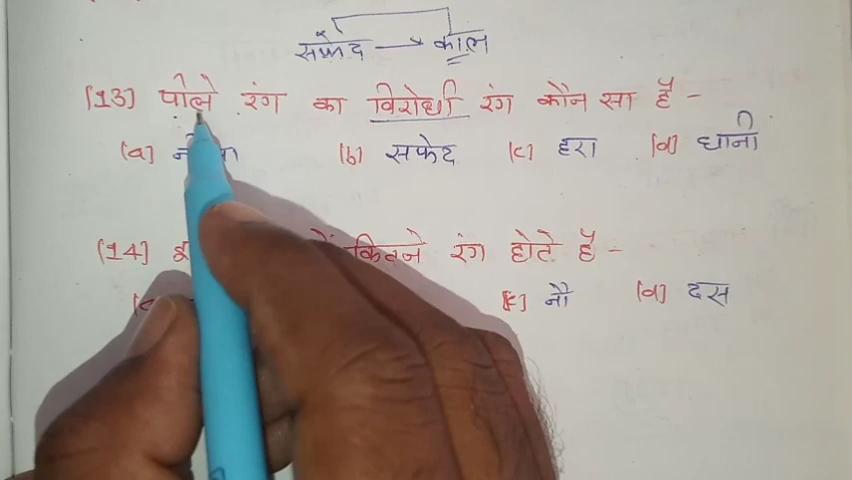 सफेद → काल
(13) पीले रंग का विरोधी रंग कौन सा है -
(a) (b) सफेद (c) हरा (d) धानी
(14) में कितने रंग होते है -
(c) नौ (d) दस